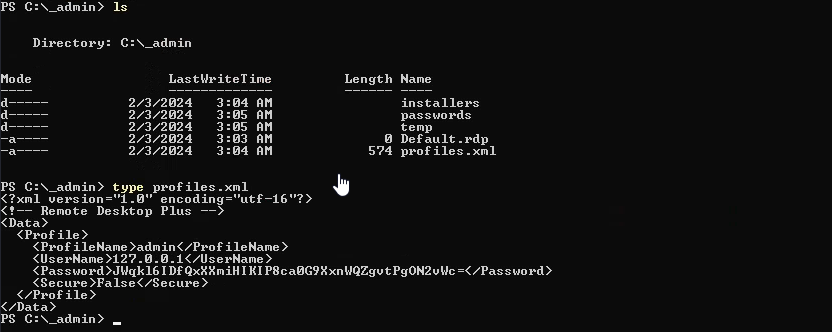 PS C:\_admin> ls
Directory: C:\_admin
Mode LastWriteTime Length Name
---- ------------- ------ ----
d----- 2/3/2024 3:04 AM installers
d----- 2/3/2024 3:05 AM passwords
d----- 2/3/2024 3:05 AM temp
-a---- 2/3/2024 3:03 AM 0 Default.rdp
-a---- 2/3/2024 3:04 AM 574 profiles.xml
PS C:\_admin> type profiles.xml
<?xml version="1.0" encoding="utf-16"?>
<!-- Remote Desktop Plus -->
<Data>
<Profile>
<ProfileName>admin</ProfileName>
<UserName>127.0.0.1</UserName>
<Password>JWqkl6IDfQxXXmiHIKIP8ca0G9XxnWQZgvtPgON2vWc=</Password>
<Secure>False</Secure>
</Profile>
</Data>
PS C:\_admin> _